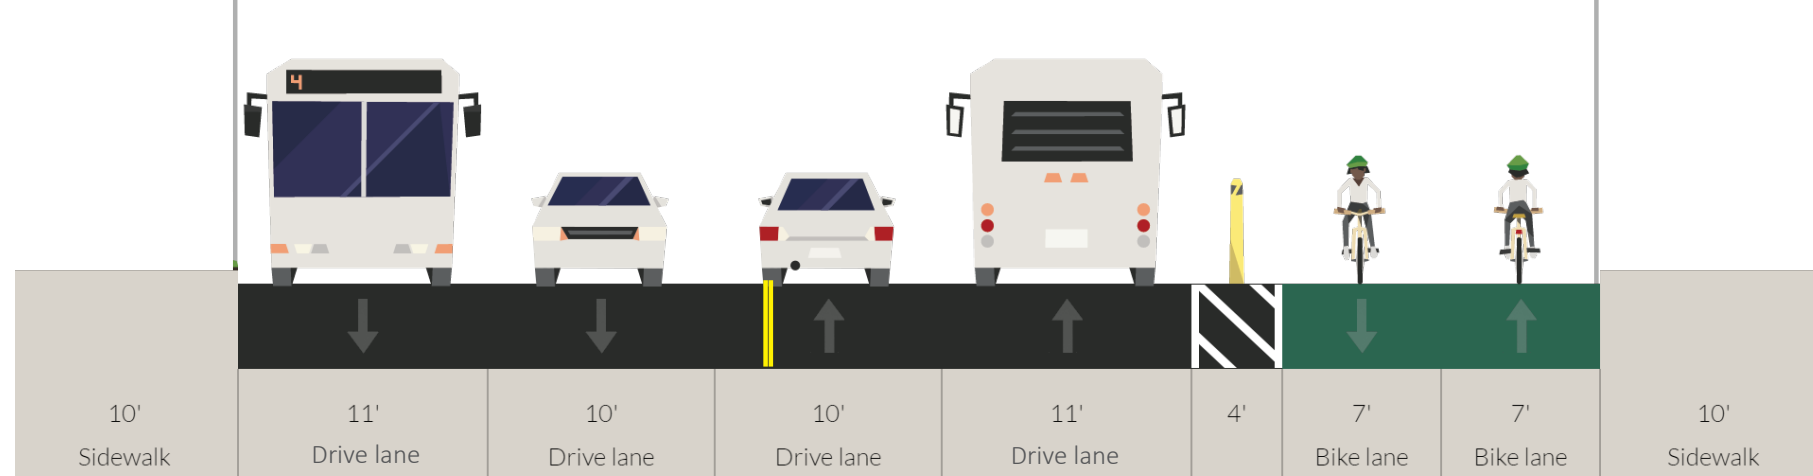 4
10'
Sidewalk
11'
Drive lane
10'
Drive lane
10'
Drive lane
11'
Drive lane
4'
7'
Bike lane
7'
Bike lane
10'
Sidewalk